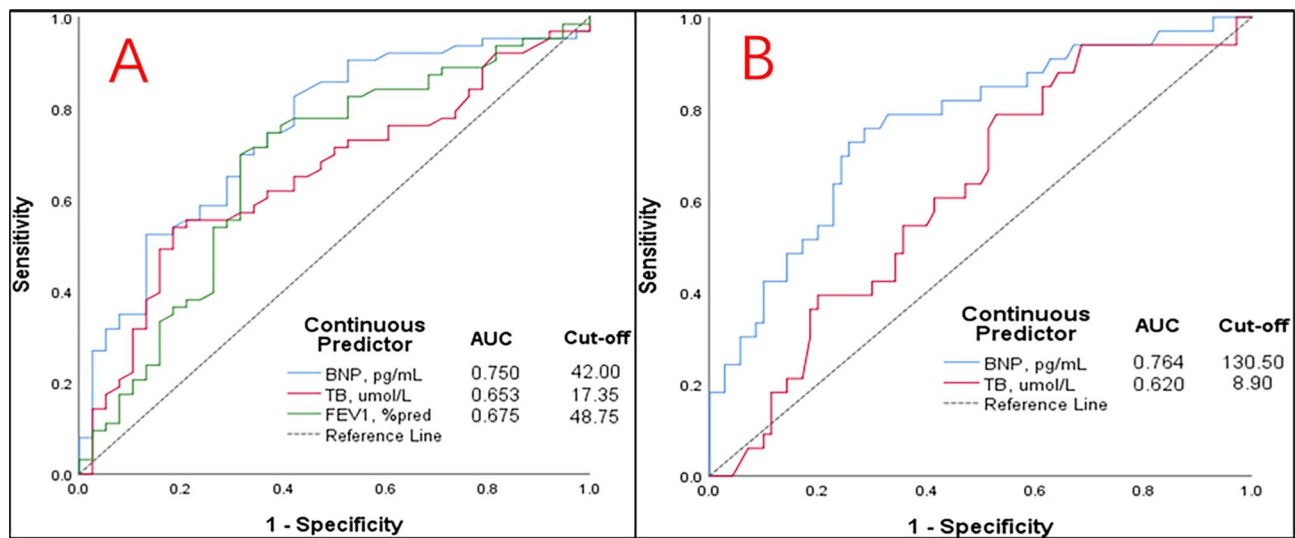 A
1.0
0.8
0.6
0.4
0.2
0.0
Sensitivity
Continuous Predictor AUC Cut-off
BNP, pg/mL 0.750 42.00
TB, umol/L 0.653 17.35
FEV1, %pred 0.675 48.75
Reference Line
0.0 0.2 0.4 0.6 0.8 1.0
1 - Specificity
B
1.0
0.8
0.6
0.4
0.2
0.0
Sensitivity
Continuous Predictor AUC Cut-off
BNP, pg/mL 0.764 130.50
TB, umol/L 0.620 8.90
Reference Line
0.0 0.2 0.4 0.6 0.8 1.0
1 - Specificity